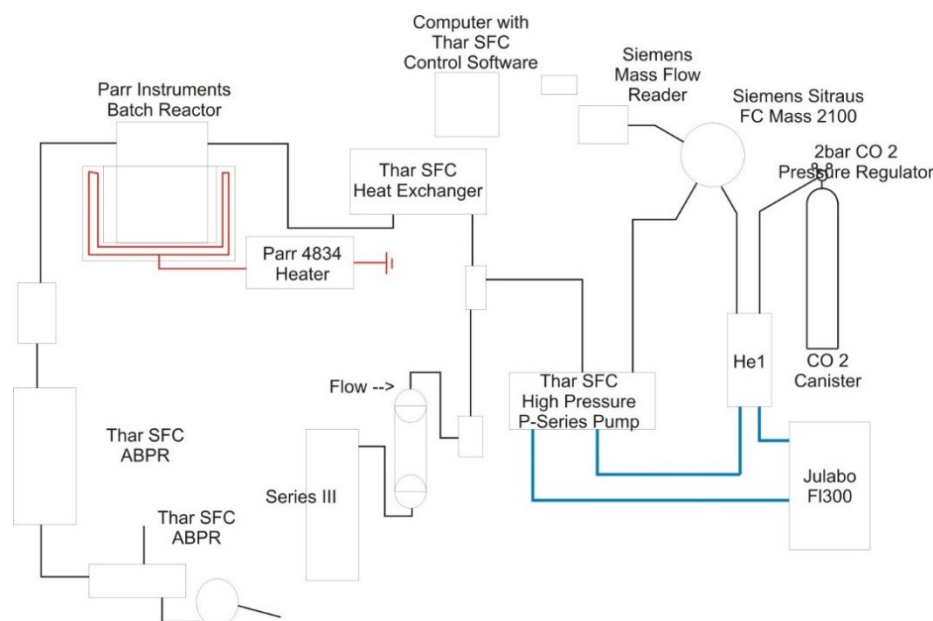 Computer with
Thar SFC
Control Software
Siemens
Mass Flow
Reader
Parr Instruments
Batch Reactor
Siemens Sitraus
FC Mass 2100
2bar CO 2
Pressure Regulator
Thar SFC
Heat Exchanger
Parr 4834
Heater
He1
CO 2
Canister
Flow -->
Thar SFC
High Pressure
P-Series Pump
Thar SFC
ABPR
Series III
Julabo
FI300
Thar SFC
ABPR